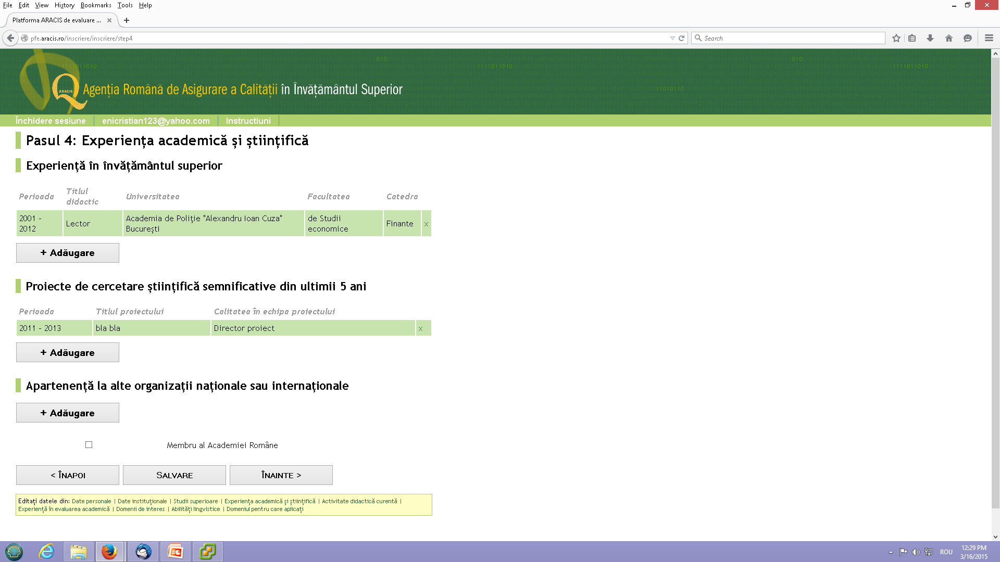 File Edit View History Bookmarks Tools Help
Platforma ARACIS de evaluare ... × +
pfe.aracis.ro/inscriere/inscriere/step4
Search
010 010
1111011010 1111011010 1111011010
11010110
ARACIS
Agenția Română de Asigurare a Calității în Învățământul Superior
Închidere sesiune enicristian123@yahoo.com Instructiuni
Pasul 4: Experiența academică și științifică
Experiență în învățământul superior
Perioada Titlul didactic Universitatea Facultatea Catedra
2001 - 2012 Lector Academia de Poliție "Alexandru Ioan Cuza" București de Studii economice Finante x
+ Adăugare
Proiecte de cercetare științifică semnificative din ultimii 5 ani
Perioada Titlul proiectului Calitatea în echipa proiectului
2011 - 2013 bla bla Director proiect x
+ Adăugare
Apartenență la alte organizații naționale sau internaționale
+ Adăugare
Membru al Academiei Române
< ÎNAPOI SALVARE ÎNAINTE >
Editați datele din: Date personale | Date instituționale | Studii superioare | Experiența academică și științifică | Activitate didactică curentă |
Experiență în evaluarea academică | Domenii de interes | Abilități lingvistice | Domeniul pentru care aplicați
ROU 12:29 PM
3/16/2015